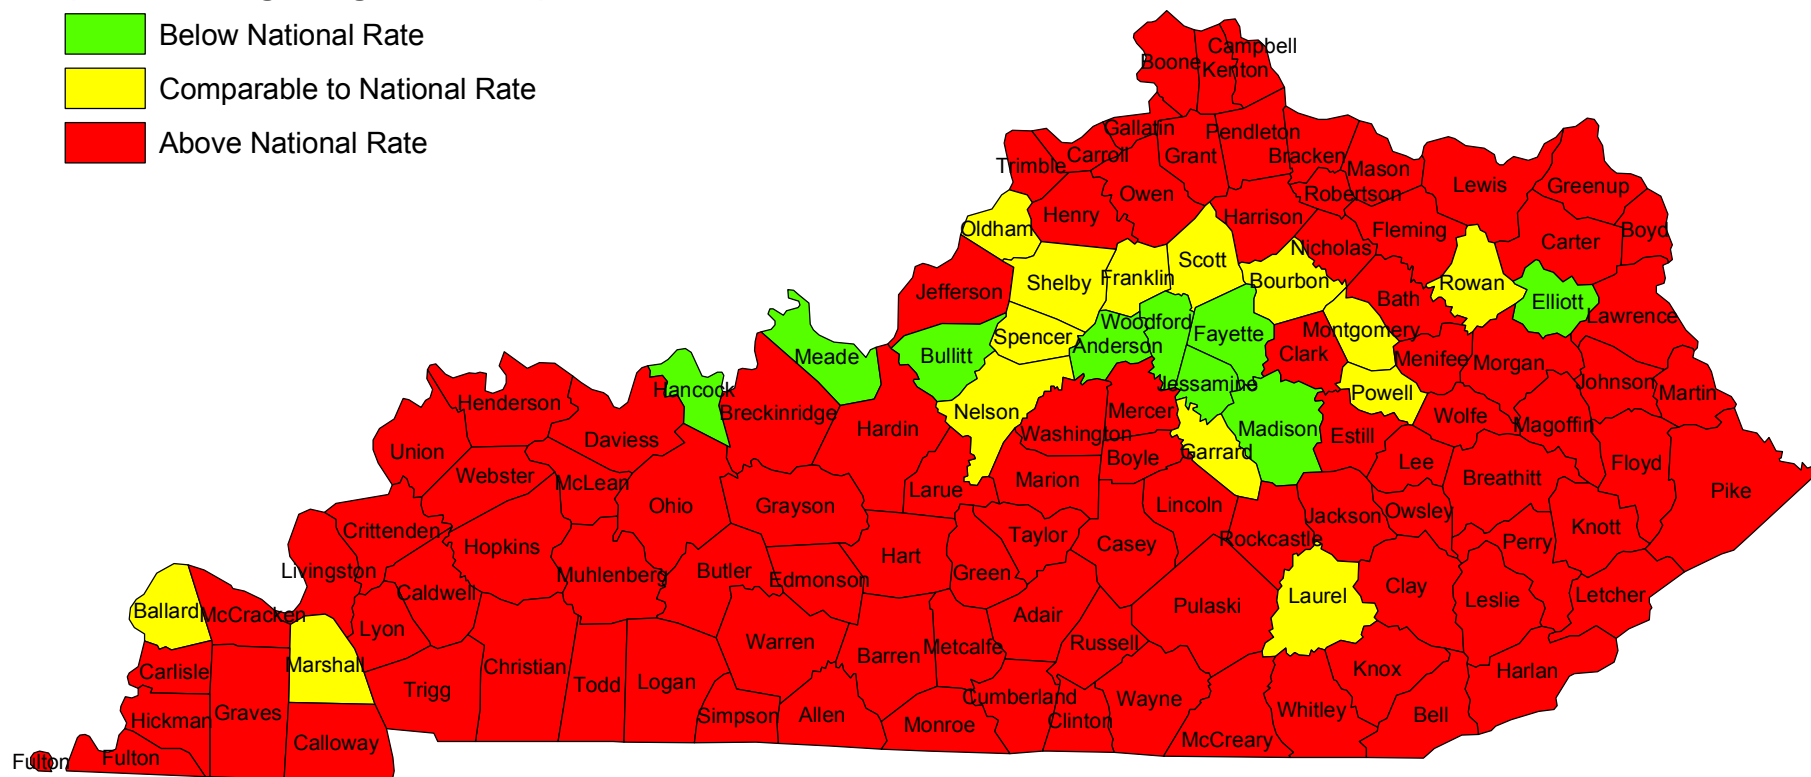 Below National Rate
Comparable to National Rate
Above National Rate
Campbell
Boone
Kenton
Gallatin
Pendleton
Carroll
Grant
Bracken
Trimble
Mason
Owen
Robertson
Lewis
Greenup
Henry
Harrison
Oldham
Fleming
Boyd
Nicholas
Carter
Scott
Shelby
Franklin
Bourbon
Rowan
Jefferson
Bath
Elliott
Lawrence
Woodford
Fayette
Montgomery
Spencer
Anderson
Bullitt
Meade
Clark
Menifee
Morgan
Jessamine
Johnson
Martin
Hancock
Powell
Henderson
Breckinridge
Nelson
Mercer
Wolfe
Magoffin
Hardin
Washington
Madison
Estill
Daviess
Union
Boyle
Garrard
Lee
Floyd
Webster
McLean
Larue
Marion
Breathitt
Pike
Ohio
Grayson
Lincoln
Jackson
Owsley
Crittenden
Taylor
Rockcastle
Knott
Hopkins
Hart
Casey
Perry
Livingston
Muhlenberg
Butler
Edmonson
Green
Caldwell
Clay
Laurel
Leslie
Letcher
Ballard
McCracken
Adair
Pulaski
Lyon
Warren
Russell
Marshall
Christian
Barren
Metcalfe
Carlisle
Knox
Harlan
Trigg
Todd
Logan
Cumberland
Wayne
Hickman
Graves
Simpson
Allen
Monroe
Clinton
Whitley
Bell
Calloway
McCreary
Fulton
Fulton